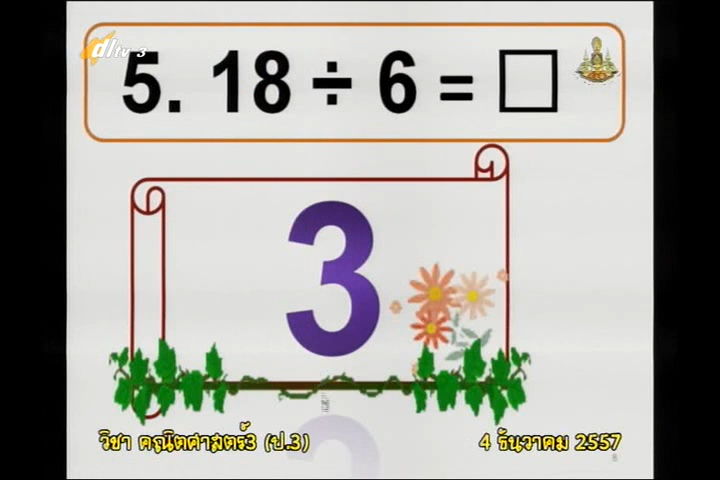 dltv 3
5. 18 ÷ 6 = □
3
วิชา คณิตศาสตร์3 (ป.3)
4 ธันวาคม 2557
8